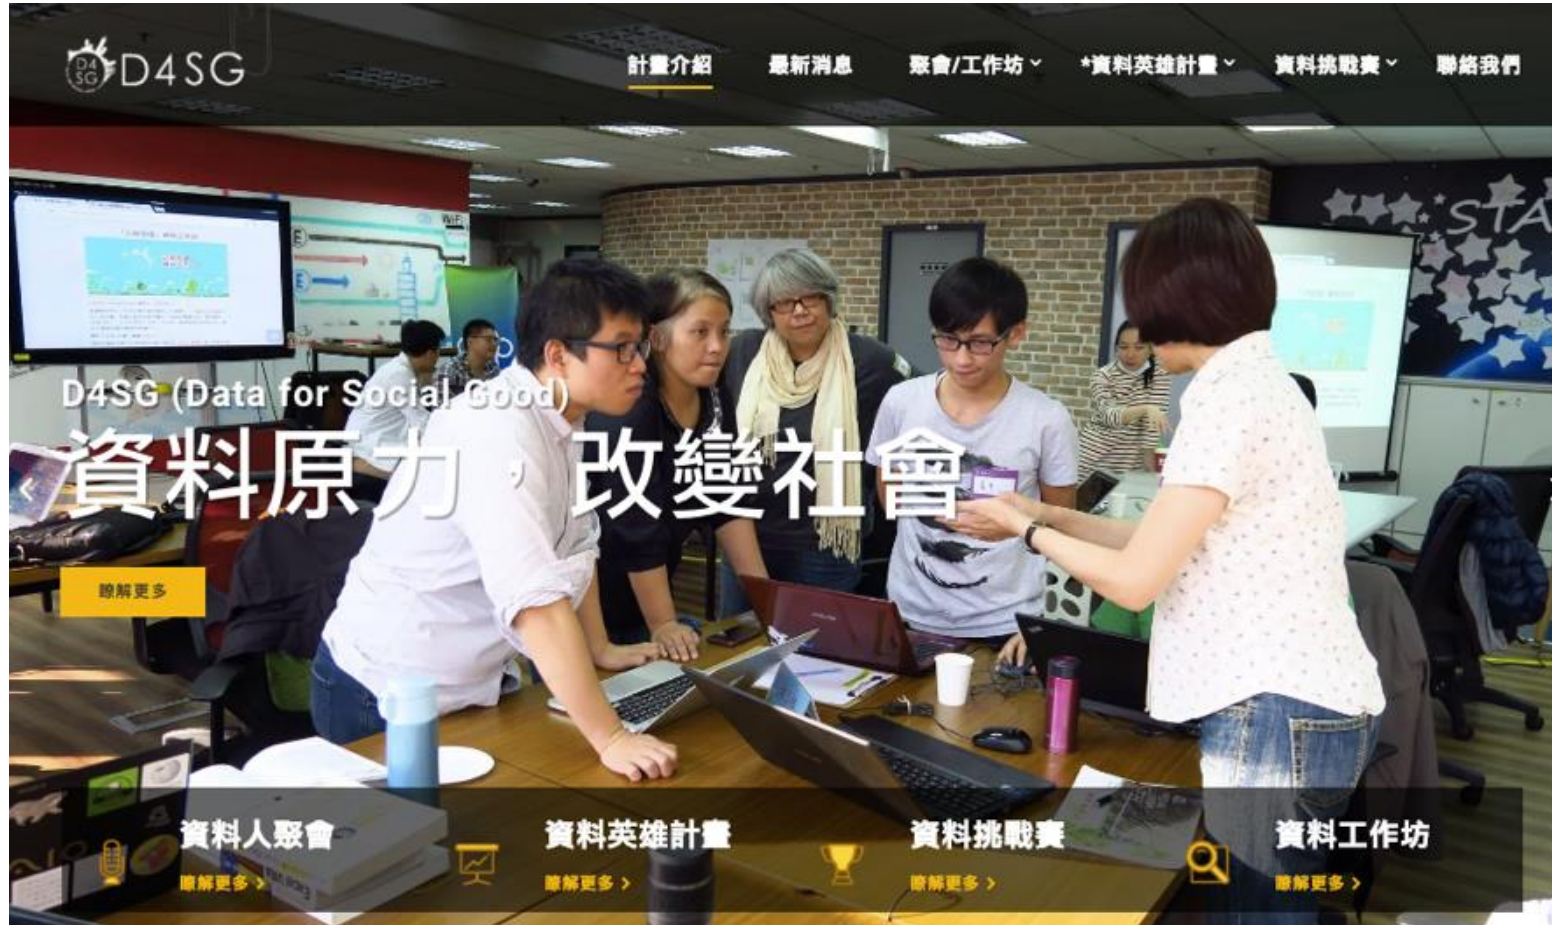 D4
SG
D4SG
計畫介紹
最新消息
聚會/工作坊
*資料英雄計畫
資料挑戰賽
聯絡我們
WiFi
STA
D4SG (Data for Social Good)
資料原力，改變社會
瞭解更多
資料人聚會
瞭解更多
資料英雄計畫
瞭解更多
資料挑戰賽
瞭解更多
資料工作坊
瞭解更多